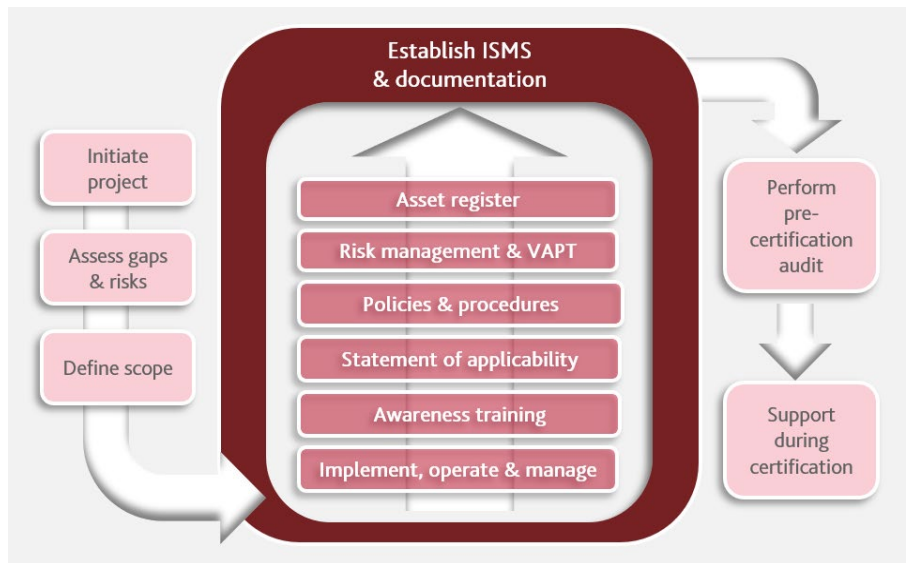 Establish ISMS
& documentation
Initiate
project
Assess gaps
& risks
Define scope
Asset register
Risk management & VAPT
Policies & procedures
Statement of applicability
Awareness training
Implement, operate & manage
Perform
pre-
certification
audit
Support
during
certification